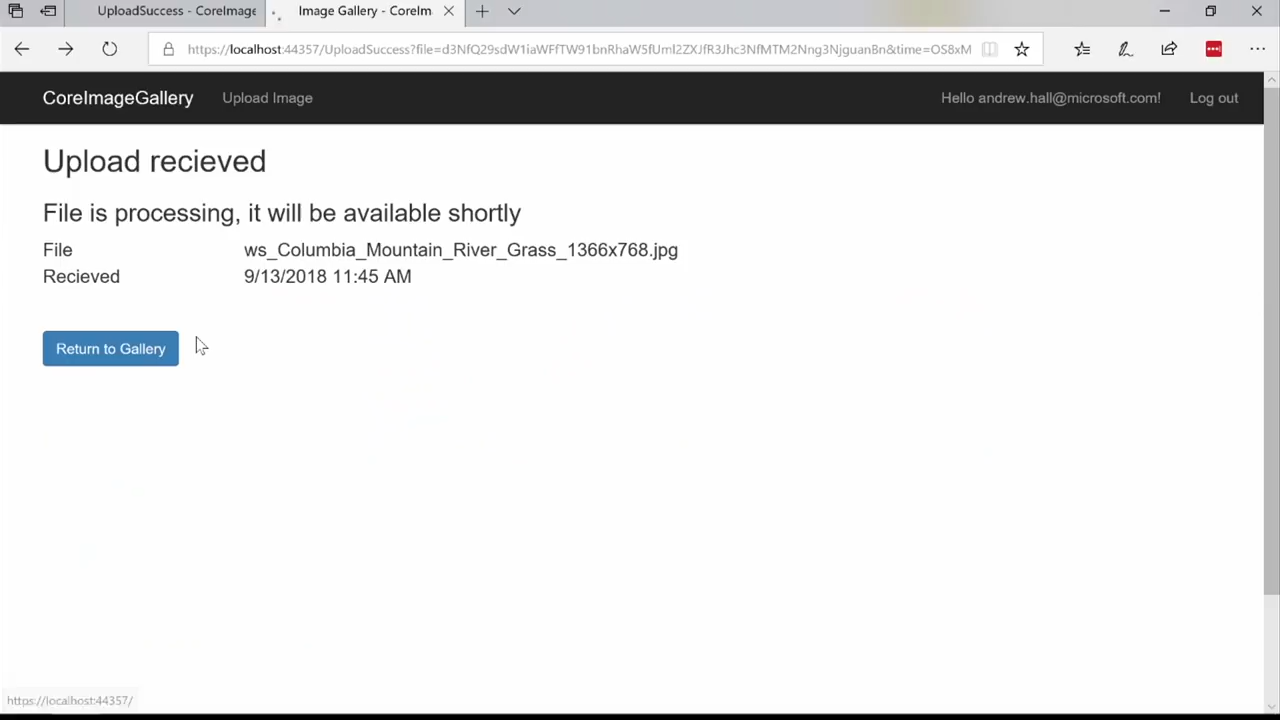 UploadSuccess - CoreImage
Image Gallery - CoreIm
https://localhost:44357/UploadSuccess?file=d3NfQ29sdW1iaWFfTW91bnRhaW5fUml2ZXJfR3Jhc3NfMTM2Nng3NjguanBn&time=OS8xM
CoreImageGallery
Upload Image
Hello andrew.hall@microsoft.com!
Log out
Upload recieved
File is processing, it will be available shortly
File ws_Columbia_Mountain_River_Grass_1366x768.jpg
Recieved 9/13/2018 11:45 AM
Return to Gallery
https://localhost:44357/